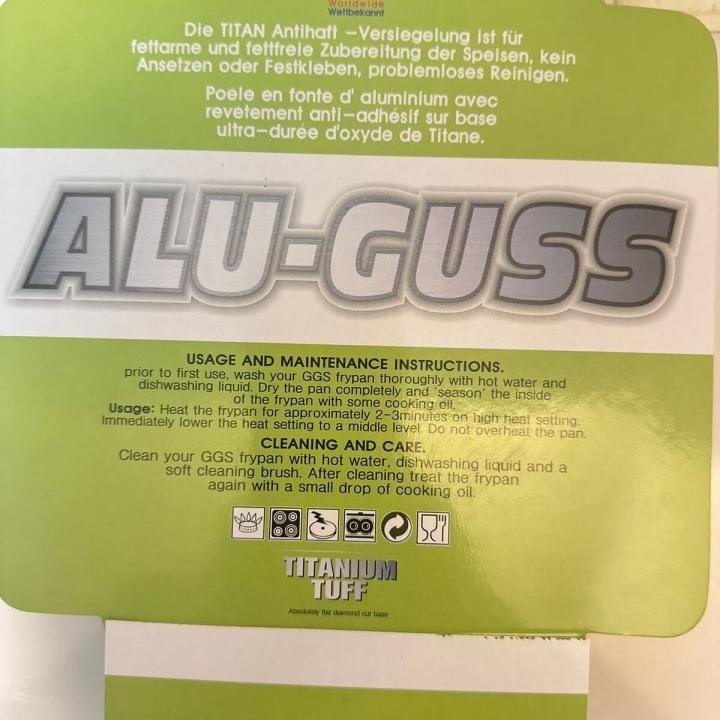 Worldwide
Weltbekannt
Die TITAN Antihaft –Versiegelung ist für
fettarme und fettfreie Zubereitung der Speisen, kein
Ansetzen oder Festkleben, problemloses Reinigen.
Poele en fonte d' aluminium avec
revetement anti–adhésif sur base
ultra–durée d'oxyde de Titane.
ALU-GUSS
USAGE AND MAINTENANCE INSTRUCTIONS.
prior to first use, wash your GGS frypan thoroughly with hot water and
dishwashing liquid. Dry the pan completely and 'season' the inside
of the frypan with some cooking oil.
Usage: Heat the frypan for approximately 2-3minutes on high heat setting.
Immediately lower the heat setting to a middle level. Do not overheat the pan.
CLEANING AND CARE.
Clean your GGS frypan with hot water, dishwashing liquid and a
soft cleaning brush. After cleaning treat the frypan
again with a small drop of cooking oil.
TITANIUM
TUFF
Absolutely flat diamond cut base